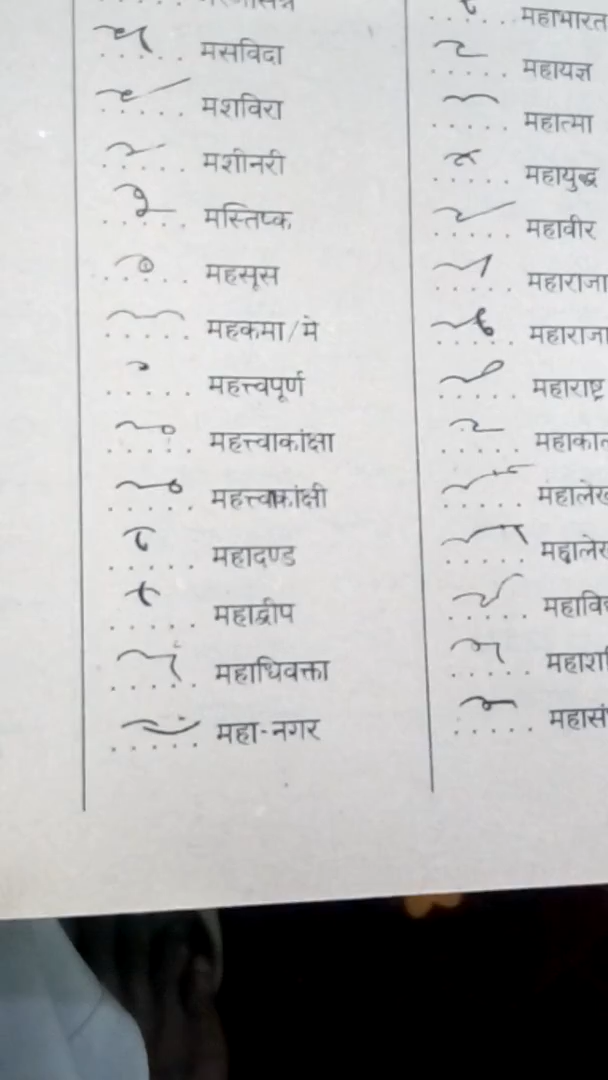 मसविदा
मशविरा
मशीनरी
मस्तिष्क
महसूस
महकमा/मे
महत्त्वपूर्ण
महत्त्वाकांक्षा
महत्त्वाकांक्षी
महादण्ड
महाद्वीप
महाधिवक्ता
महा-नगर
महाभारत
महायज्ञ
महात्मा
महायुद्ध
महावीर
महाराजा
महाराजा
महाराष्ट्र